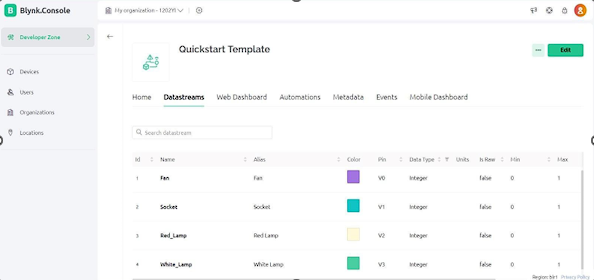 Blynk.Console
My organization - 1202YI
Developer Zone
Quickstart Template
Edit
Devices
Users
Organizations
Locations
Home Datastreams Web Dashboard Automations Metadata Events Mobile Dashboard
Search datastream
Id Name Alias Color Pin Data Type Units Is Raw Min Max
1 Fan Fan V0 Integer false 0 1
2 Socket Socket V1 Integer false 0 1
3 Red_Lamp Red Lamp V2 Integer false 0 1
4 White_Lamp White Lamp V3 Integer false 0 1
Region: blr1 Privacy Policy